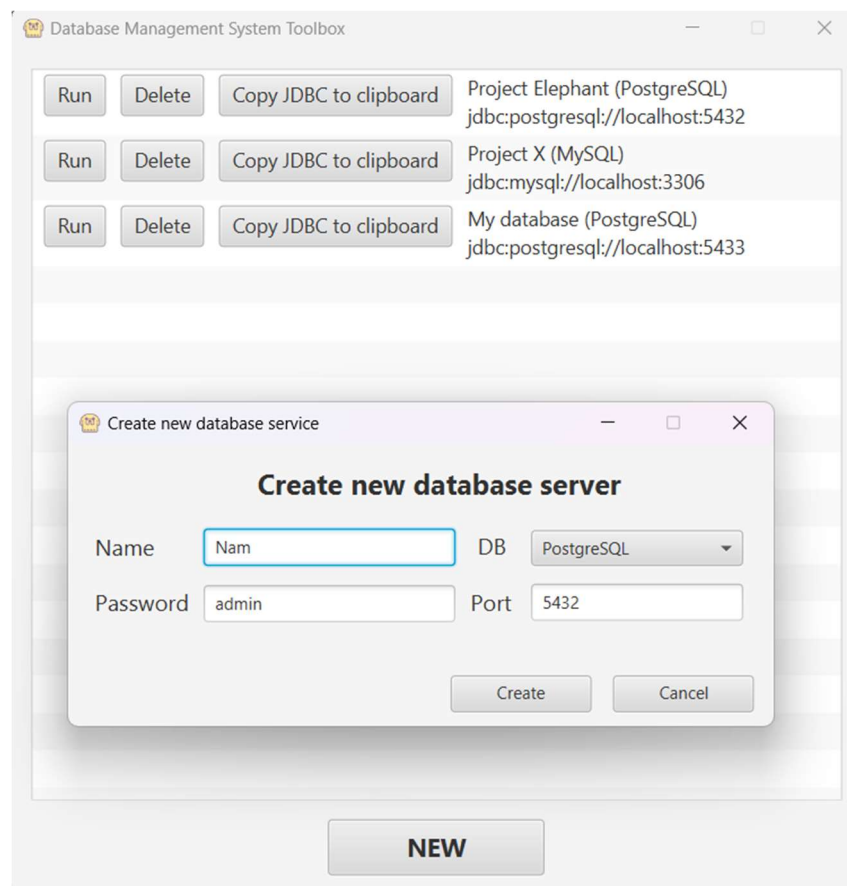 Database Management System Toolbox
Run Delete Copy JDBC to clipboard Project Elephant (PostgreSQL)
jdbc:postgresql://localhost:5432
Run Delete Copy JDBC to clipboard Project X (MySQL)
jdbc:mysql://localhost:3306
Run Delete Copy JDBC to clipboard My database (PostgreSQL)
jdbc:postgresql://localhost:5433
Create new database service
Create new database server
Name Nam DB PostgreSQL
Password admin Port 5432
Create Cancel
NEW